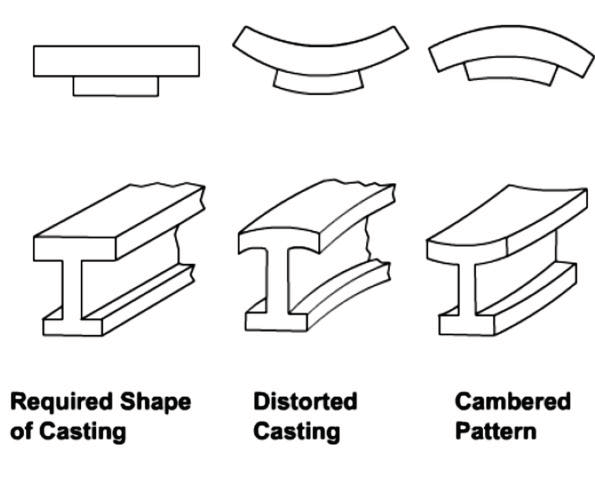 Required Shape
of Casting
Distorted
Casting
Cambered
Pattern